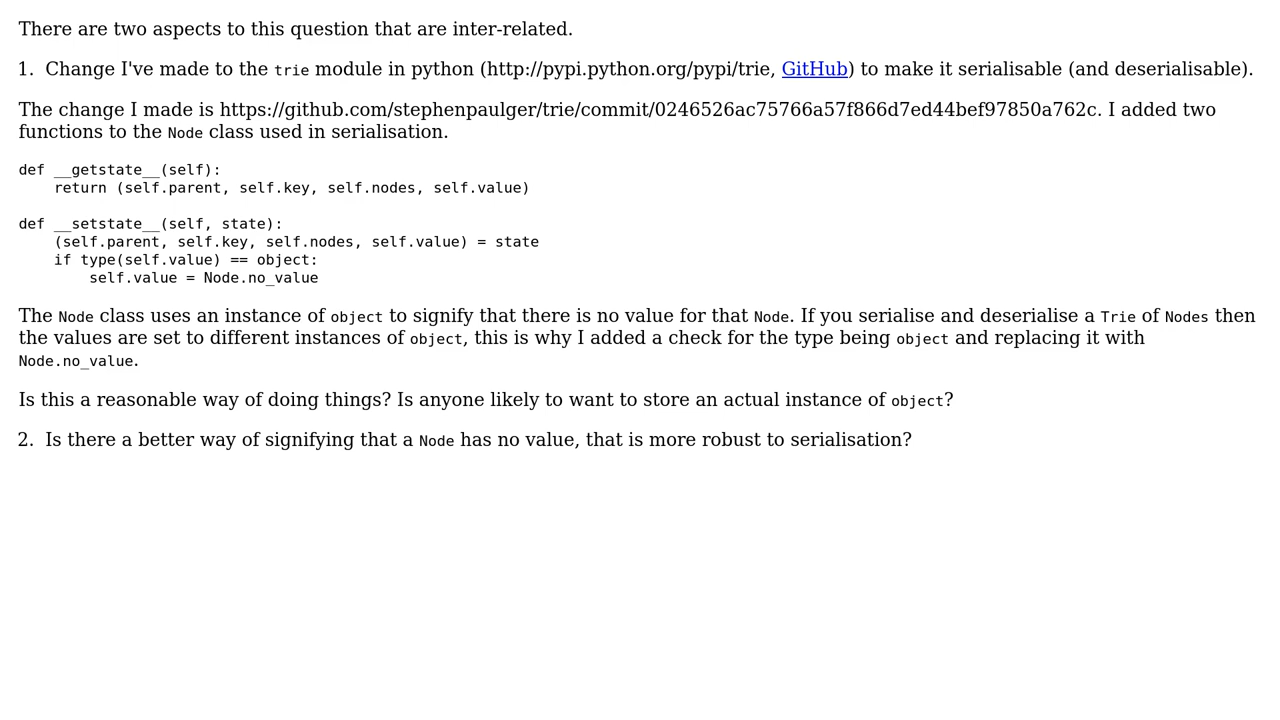 There are two aspects to this question that are inter-related.
1. Change I've made to the trie module in python (http://pypi.python.org/pypi/trie, GitHub) to make it serialisable (and deserialisable).
The change I made is https://github.com/stephenpaulger/trie/commit/0246526ac75766a57f866d7ed44bef97850a762c. I added two
functions to the Node class used in serialisation.
def __getstate__(self):
    return (self.parent, self.key, self.nodes, self.value)
def __setstate__(self, state):
    (self.parent, self.key, self.nodes, self.value) = state
    if type(self.value) == object:
        self.value = Node.no_value
The Node class uses an instance of object to signify that there is no value for that Node. If you serialise and deserialise a Trie of Nodes then
the values are set to different instances of object, this is why I added a check for the type being object and replacing it with
Node.no_value.
Is this a reasonable way of doing things? Is anyone likely to want to store an actual instance of object?
2. Is there a better way of signifying that a Node has no value, that is more robust to serialisation?